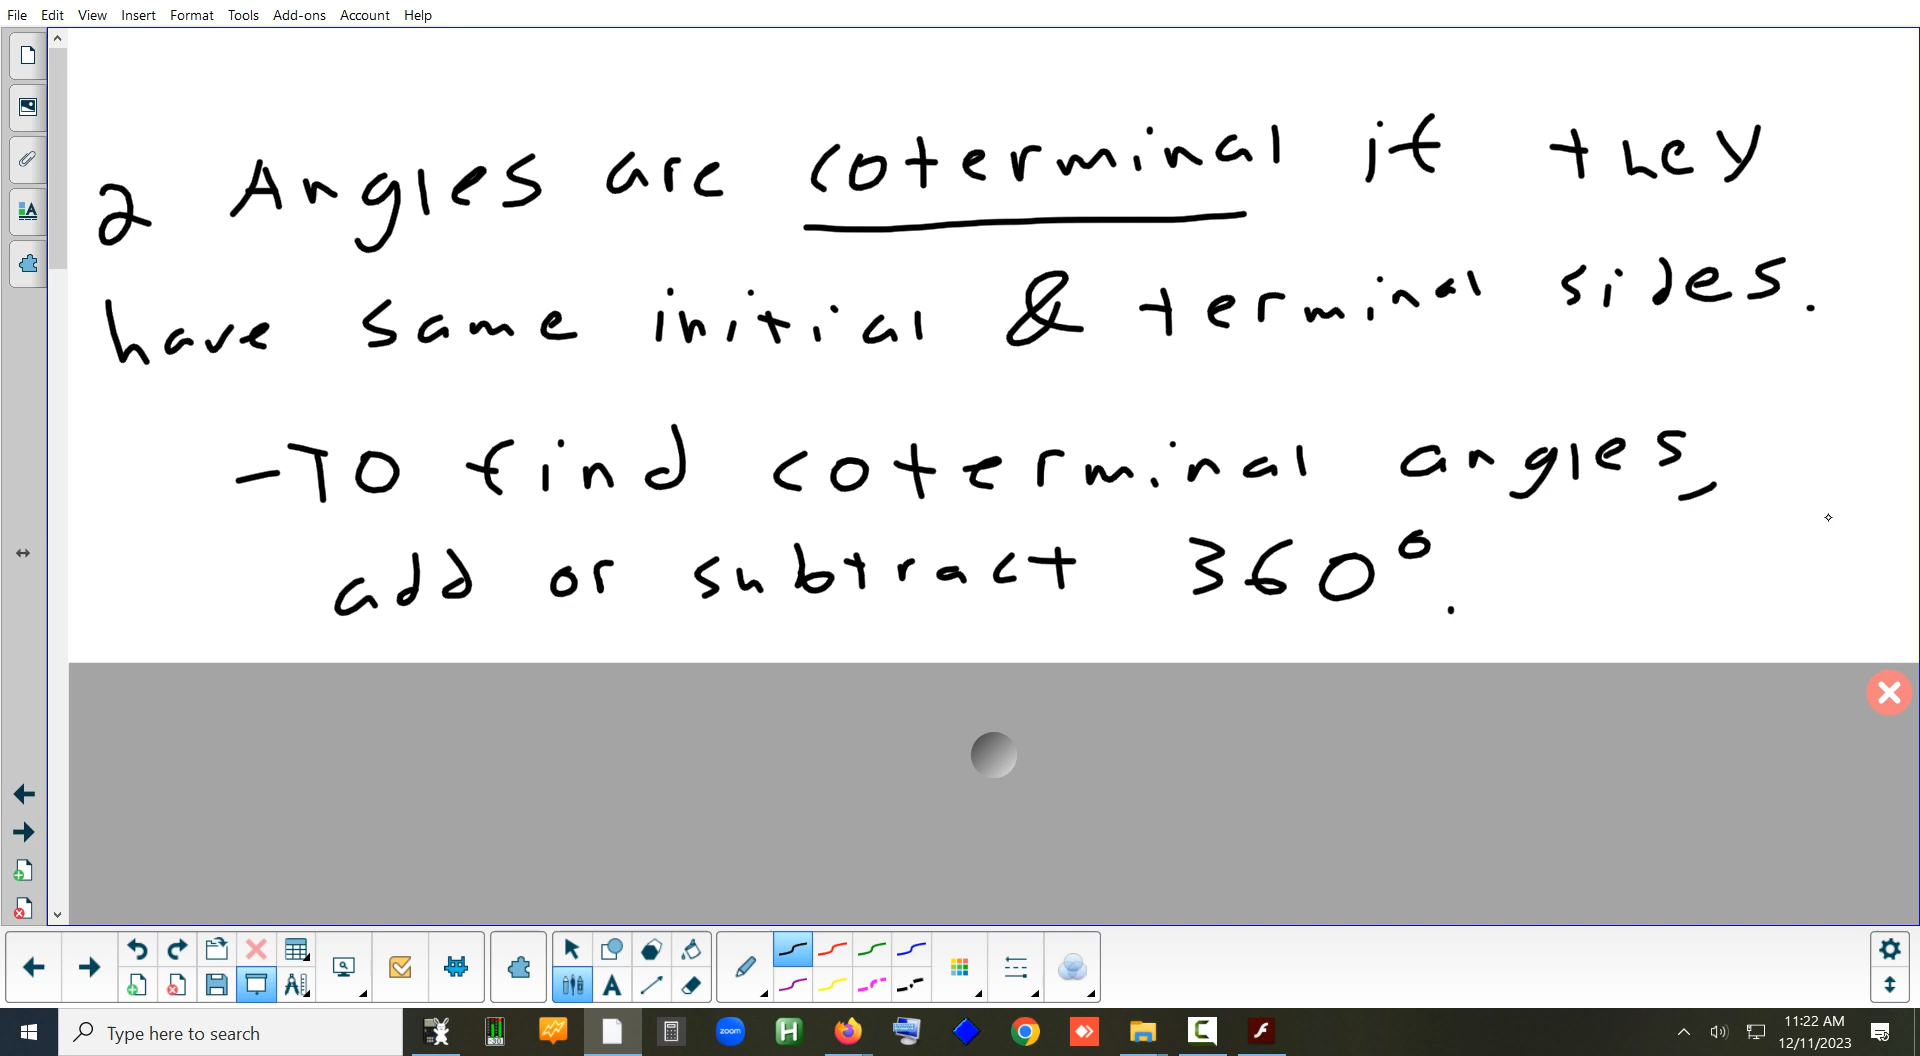 File Edit View Insert Format Tools Add-ons Account Help
2 Angles are coterminal if they
have same initial & terminal sides.
- To find coterminal angles,
add or subtract 360°.
Type here to search
zoom
11:22 AM
12/11/2023